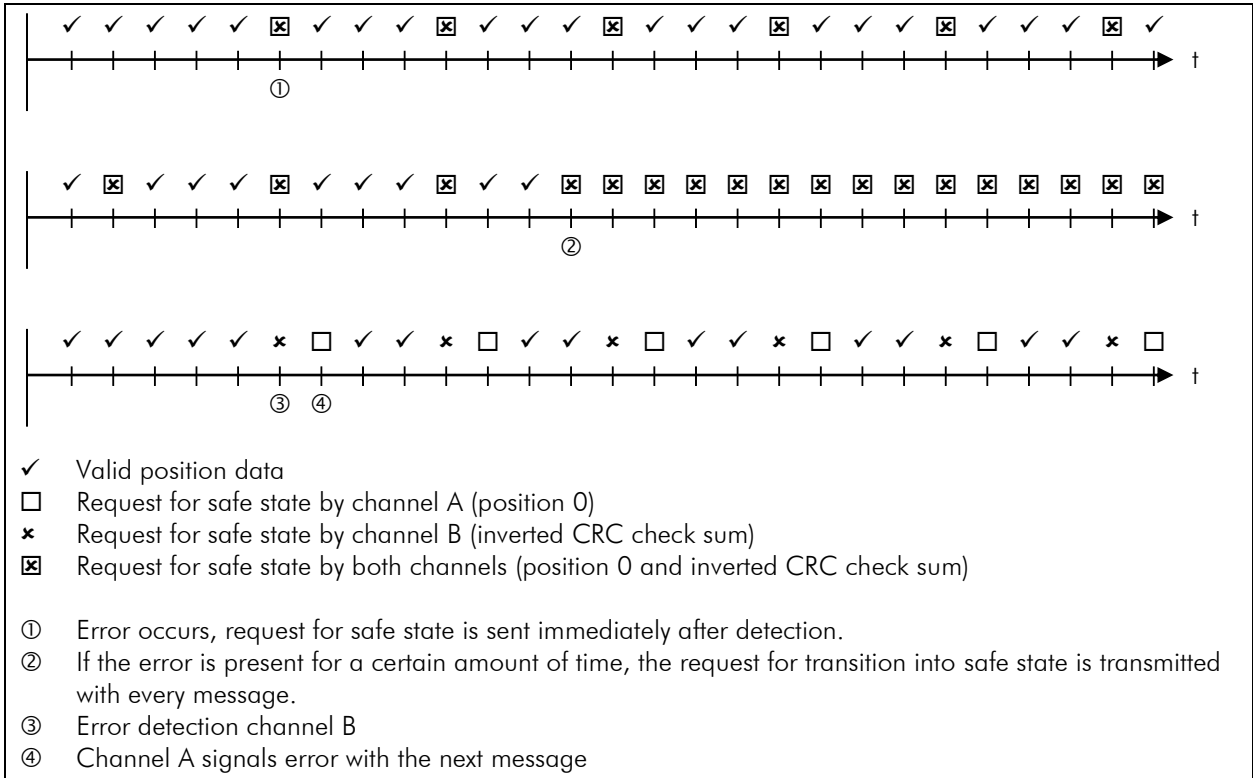 ✓ ✓ ✓ ✓ ✓ 🗷 ✓ ✓ ✓ 🗷 ✓ ✓ ✓ 🗷 ✓ ✓ ✓ 🗷 ✓ ✓ ✓ 🗷 ✓ ✓ ✓ 🗷 ✓
t
①
✓ 🗷 ✓ ✓ ✓ 🗷 ✓ ✓ ✓ 🗷 ✓ ✓ 🗷 🗷 🗷 🗷 🗷 🗷 🗷 🗷 🗷 🗷 🗷 🗷 🗷 🗷 🗷
t
②
✓ ✓ ✓ ✓ ✓ × □ ✓ ✓ × □ ✓ ✓ × □ ✓ ✓ × □ ✓ ✓ × □ ✓ ✓ × □
t
③ ④
✓ Valid position data
□ Request for safe state by channel A (position 0)
× Request for safe state by channel B (inverted CRC check sum)
🗷 Request for safe state by both channels (position 0 and inverted CRC check sum)
① Error occurs, request for safe state is sent immediately after detection.
② If the error is present for a certain amount of time, the request for transition into safe state is transmitted
with every message.
③ Error detection channel B
④ Channel A signals error with the next message